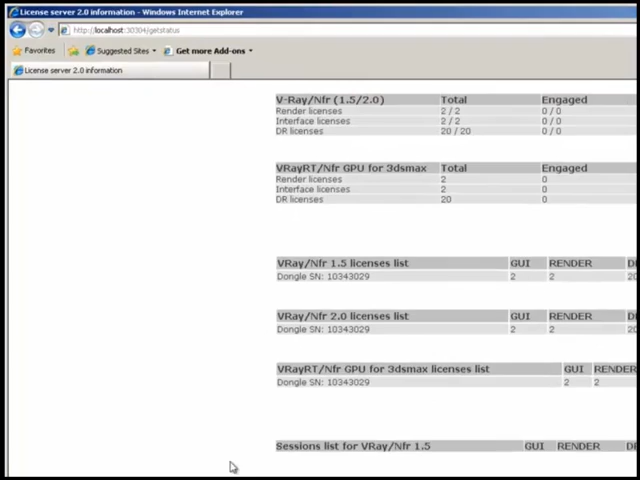 License server 2.0 information - Windows Internet Explorer
http://localhost:30304/getstatus
Favorites Suggested Sites Get more Add-ons
License server 2.0 information
V-Ray/Nfr (1.5/2.0) Total Engaged
Render licenses 2 / 2 0 / 0
Interface licenses 2 / 2 0 / 0
DR licenses 20 / 20 0 / 0
VRayRT/Nfr GPU for 3dsmax Total Engaged
Render licenses 2 0
Interface licenses 2 0
DR licenses 20 0
VRay/Nfr 1.5 licenses list GUI RENDER
Dongle SN: 10343029 2 2
VRay/Nfr 2.0 licenses list GUI RENDER
Dongle SN: 10343029 2 2
VRayRT/Nfr GPU for 3dsmax licenses list GUI RENDER
Dongle SN: 10343029 2 2
Sessions list for VRay/Nfr 1.5 GUI RENDER